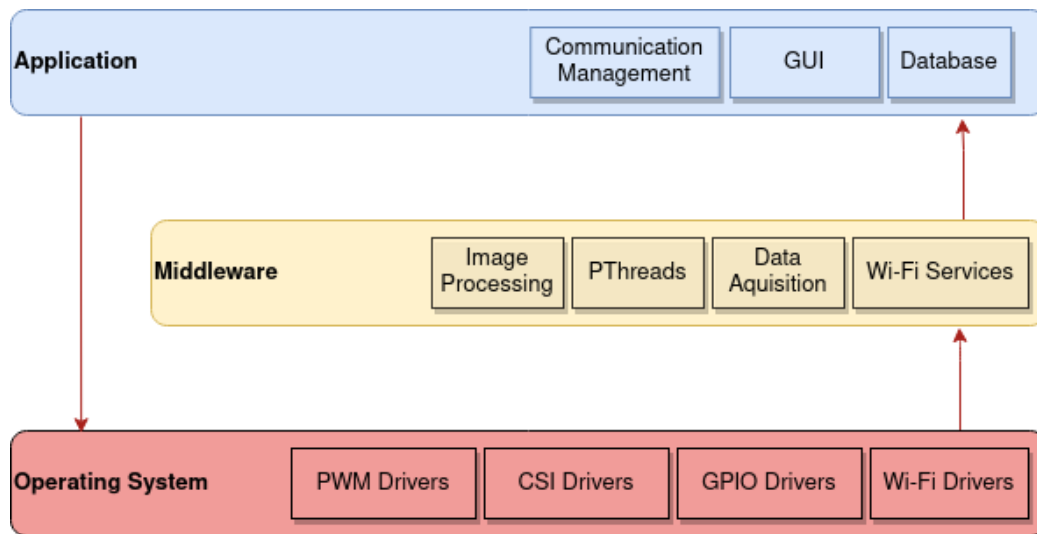 Application
Communication
Management
GUI
Database
Middleware
Image
Processing
PThreads
Data
Aquisition
Wi-Fi Services
Operating System
PWM Drivers
CSI Drivers
GPIO Drivers
Wi-Fi Drivers